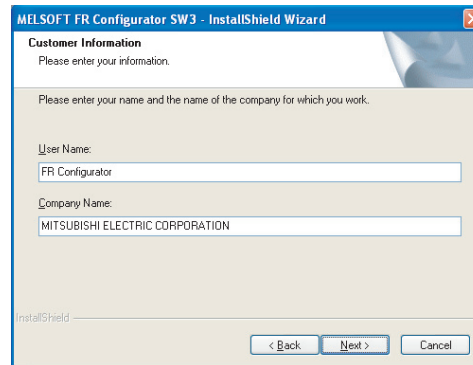 MELSOFT FR Configurator SW3 - InstallShield Wizard
Customer Information
Please enter your information.
Please enter your name and the name of the company for which you work.
User Name:
FR Configurator
Company Name:
MITSUBISHI ELECTRIC CORPORATION
InstallShield
< Back Next > Cancel